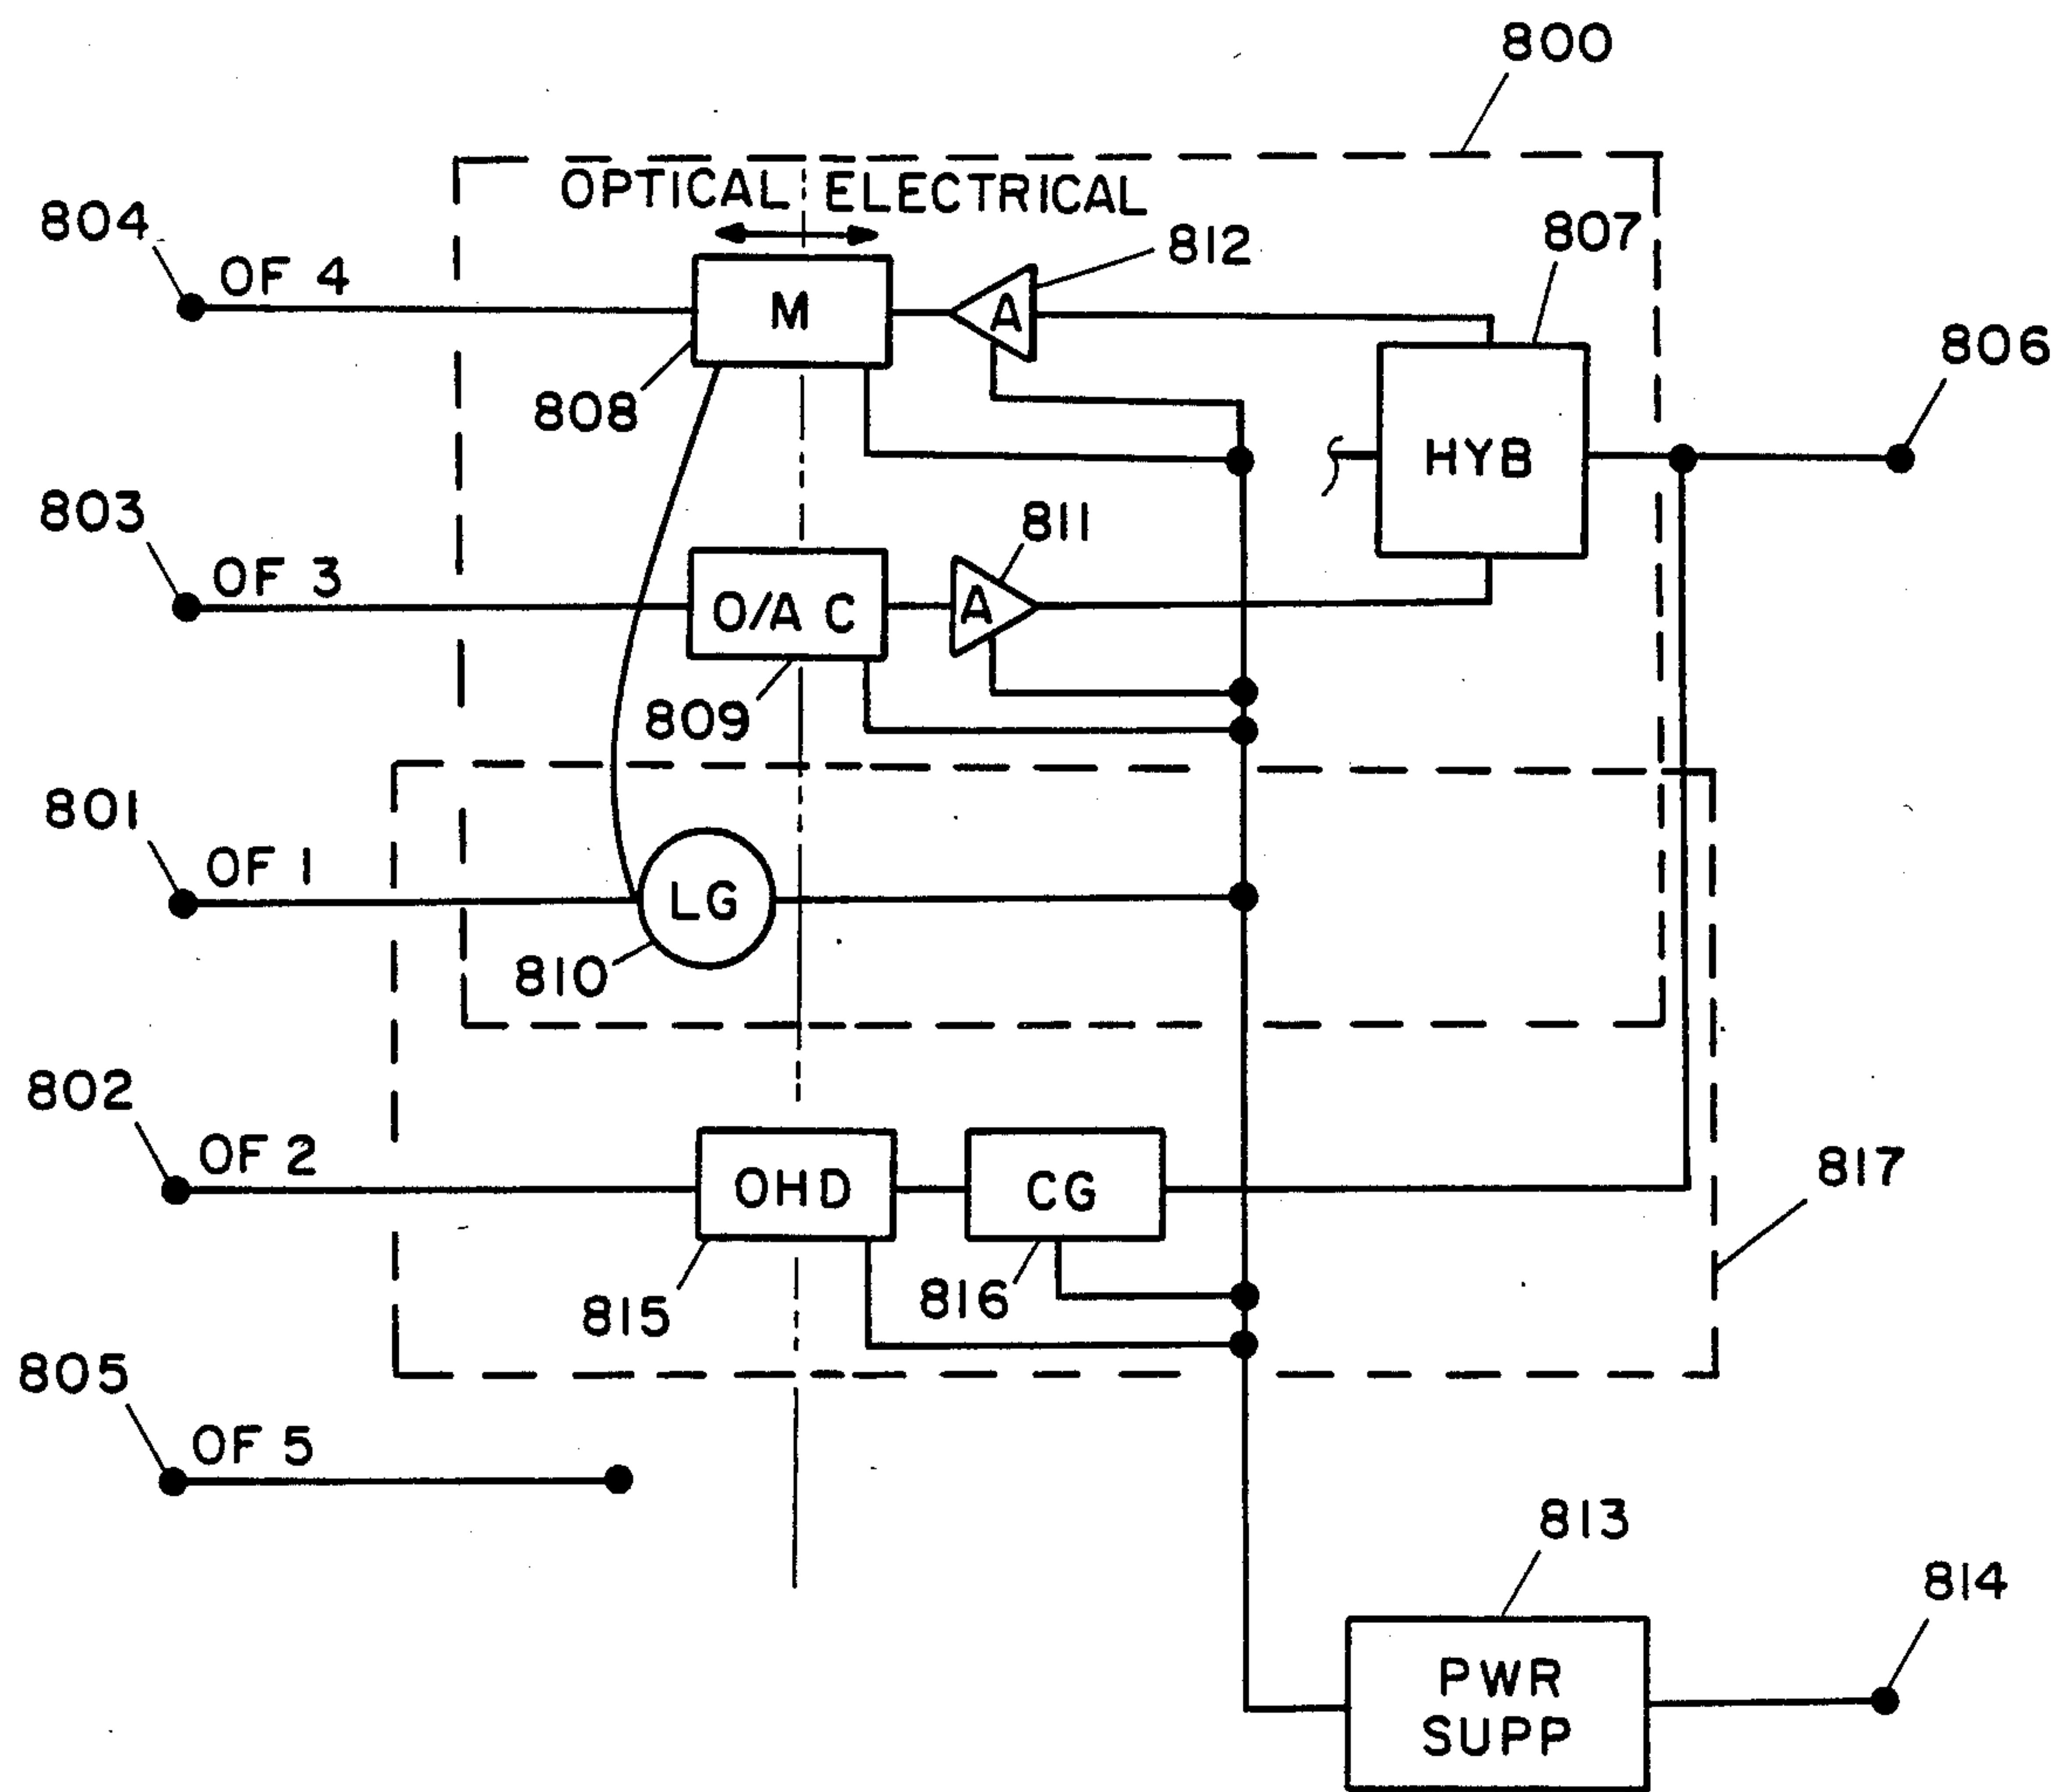 800
OPTICAL ELECTRICAL
804
OF 4
M
A
812
807
808
HYB
806
803
OF 3
O/A C
A
811
809
801
OF 1
LG
810
802
OF 2
OHD
CG
817
815
816
805
OF 5
813
814
PWR
SUPP